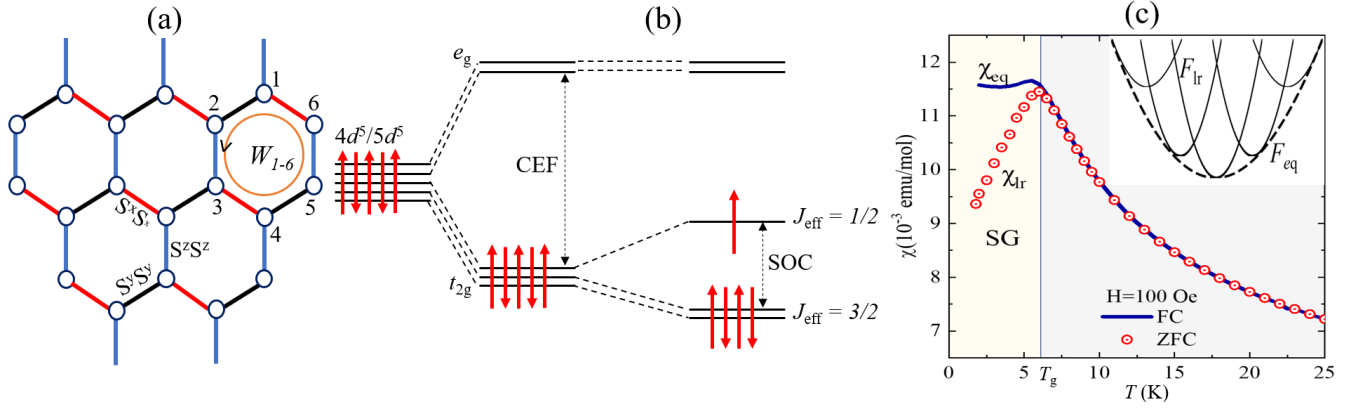 (a)
1
2
6
W1-6
3
5
4
SxSx
SzSz
SySy
(b)
eg
4d5/5d5
CEF
t2g
Jeff = 1/2
SOC
Jeff = 3/2
(c)
χ(10-3 emu/mol)
12
11
10
9
8
7
χeq
χlr
SG
Flr
Feq
H=100 Oe
FC
ZFC
0
5
Tg
10
15
20
25
T (K)